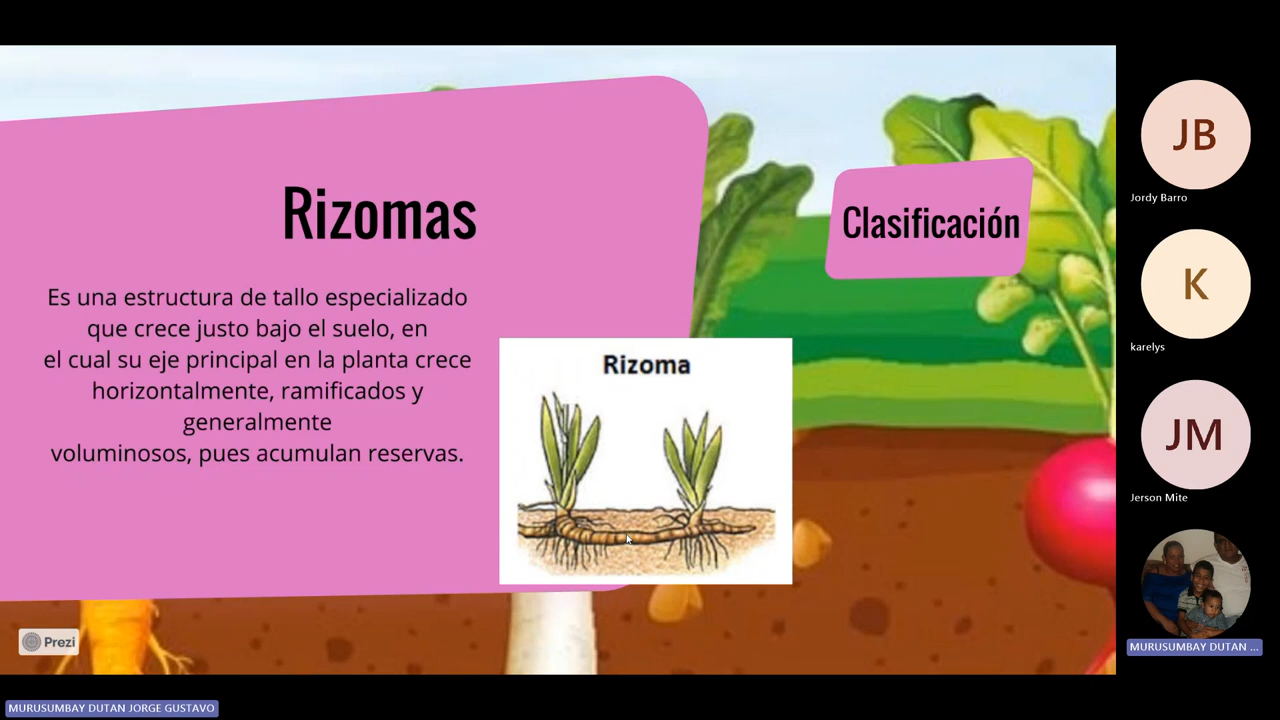 Rizomas
Es una estructura de tallo especializado
que crece justo bajo el suelo, en
el cual su eje principal en la planta crece
horizontalmente, ramificados y
generalmente
voluminosos, pues acumulan reservas.
Rizoma
Clasificación
Prezi
JB
Jordy Barro
K
karelys
JM
Jerson Mite
MURUSUMBAY DUTAN ...
MURUSUMBAY DUTAN JORGE GUSTAVO